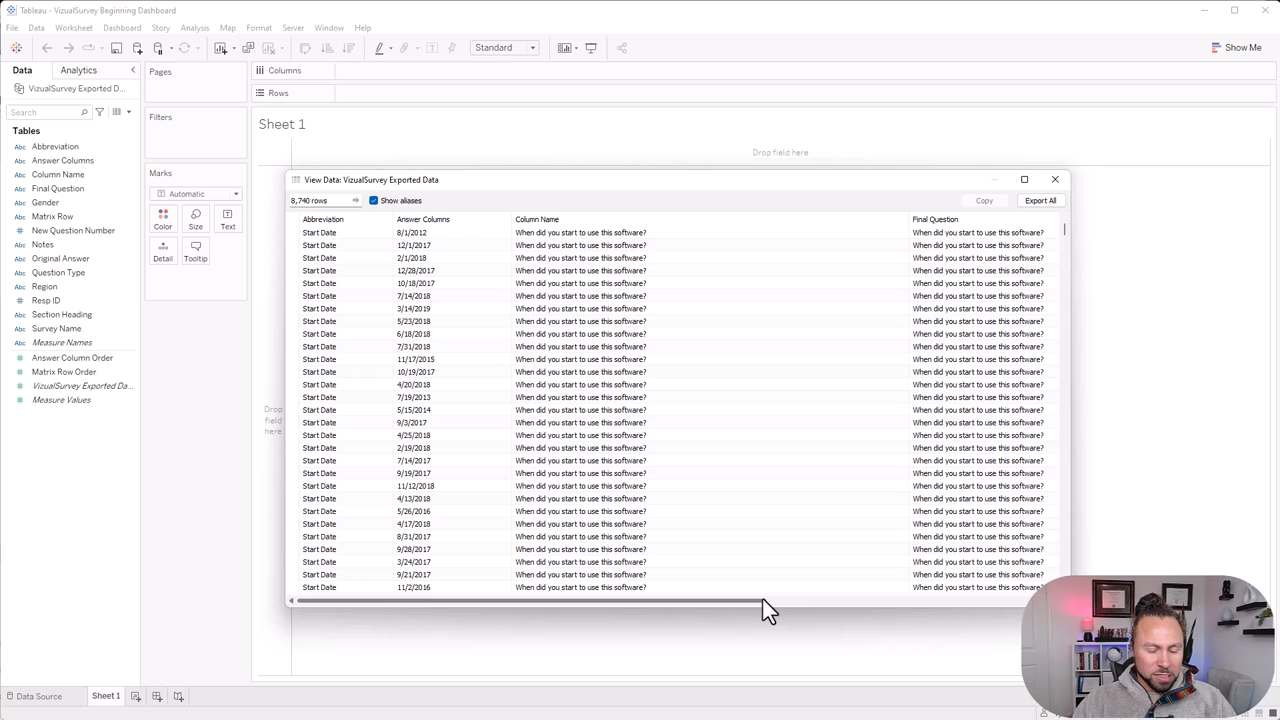 Tableau - VizualSurvey Beginning Dashboard
File Data Worksheet Dashboard Story Analysis Map Format Server Window Help
Standard
Show Me
Data Analytics
VizualSurvey Exported D...
Search
Tables
Abc Abbreviation
Abc Answer Columns
Abc Column Name
Abc Final Question
Abc Gender
Abc Matrix Row
# New Question Number
Abc Notes
Abc Original Answer
Abc Question Type
Abc Region
# Resp ID
Abc Section Heading
Abc Survey Name
Abc Measure Names
# Answer Column Order
# Matrix Row Order
# VizualSurvey Exported Da...
# Measure Values
Pages
Filters
Marks
Automatic
Color Size Text
Detail Tooltip
Columns
Rows
Sheet 1
Drop field here
Drop
field
here
View Data: VizualSurvey Exported Data
8,740 rows Show aliases Copy Export All
Abbreviation Answer Columns Column Name Final Question
Start Date 8/1/2012 When did you start to use this software? When did you start to use this software?
Start Date 12/1/2017 When did you start to use this software? When did you start to use this software?
Start Date 2/1/2018 When did you start to use this software? When did you start to use this software?
Start Date 12/28/2017 When did you start to use this software? When did you start to use this software?
Start Date 10/18/2017 When did you start to use this software? When did you start to use this software?
Start Date 7/14/2018 When did you start to use this software? When did you start to use this software?
Start Date 3/14/2019 When did you start to use this software? When did you start to use this software?
Start Date 5/23/2018 When did you start to use this software? When did you start to use this software?
Start Date 6/18/2018 When did you start to use this software? When did you start to use this software?
Start Date 7/31/2018 When did you start to use this software? When did you start to use this software?
Start Date 11/17/2015 When did you start to use this software? When did you start to use this software?
Start Date 10/19/2017 When did you start to use this software? When did you start to use this software?
Start Date 4/20/2018 When did you start to use this software? When did you start to use this software?
Start Date 7/19/2013 When did you start to use this software? When did you start to use this software?
Start Date 5/15/2014 When did you start to use this software? When did you start to use this software?
Start Date 9/3/2017 When did you start to use this software? When did you start to use this software?
Start Date 4/25/2018 When did you start to use this software? When did you start to use this software?
Start Date 2/19/2018 When did you start to use this software? When did you start to use this software?
Start Date 7/14/2017 When did you start to use this software? When did you start to use this software?
Start Date 9/19/2017 When did you start to use this software? When did you start to use this software?
Start Date 11/12/2018 When did you start to use this software? When did you start to use this software?
Start Date 4/13/2018 When did you start to use this software? When did you start to use this software?
Start Date 5/26/2016 When did you start to use this software? When did you start to use this software?
Start Date 4/17/2018 When did you start to use this software? When did you start to use this software?
Start Date 8/31/2017 When did you start to use this software? When did you start to use this software?
Start Date 9/28/2017 When did you start to use this software? When did you start to use this software?
Start Date 3/24/2017 When did you start to use this software? When did you start to use this software?
Start Date 9/21/2017 When did you start to use this software? When did you start to use this software?
Start Date 11/2/2016 When did you start to use this software? When did you start to use this software?
Data Source Sheet 1